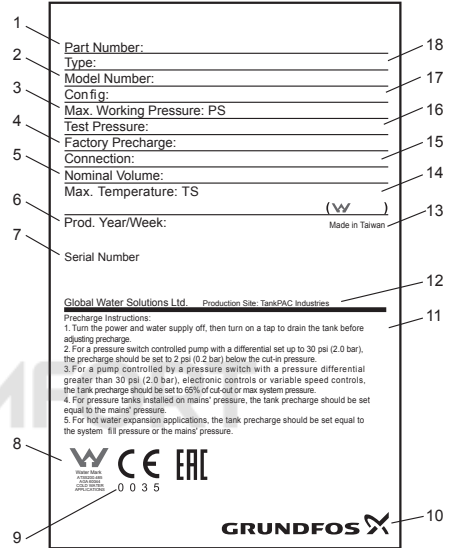 1
Part Number:
18
Type:
2
Model Number:
17
Config:
3
Max. Working Pressure: PS
16
Test Pressure:
4
Factory Precharge:
15
Connection:
5
Nominal Volume:
14
Max. Temperature: TS
(W )
6
Prod. Year/Week:
Made in Taiwan
13
7
Serial Number
12
Global Water Solutions Ltd. Production Site: TankPAC Industries
11
Precharge Instructions:
1. Turn the power and water supply off, then turn on a tap to drain the tank before
adjusting precharge.
2. For a pressure switch controlled pump with a differential set up to 30 psi (2.0 bar),
the precharge should be set to 2 psi (0.2 bar) below the cut-in pressure.
3. For a pump controlled by pressure switch with a pressure differential
greater than 30 psi (2.0 bar), electronic controls or variable speed controls,
the tank precharge should be set to 65% of cut-out or max system pressure.
4. For pressure tanks installed on mains' pressure, the tank precharge should be set
equal to the mains' pressure.
5. For hot water expansion applications, the tank precharge should be set equal to
the system fill pressure or the mains' pressure.
MFORT
8
W CE EAC
Water Mark
COLD WATER
APPLICATIONS
0 0 3 5
9
GRUNDFOS X
10